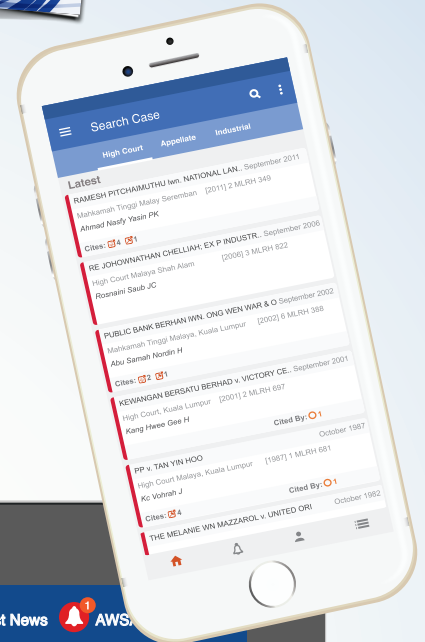 Search Case
High Court Appellate Industrial
Latest
RAMESH PITCHAIMUTHU lwn. NATIONAL LAN.. September 2011
Mahkamah Tinggi Malay Seremban [2011] 2 MLRH 349
Ahmad Nasfy Yasin PK
Cites: 4 1
RE JOHOWNATHAN CHELLIAH; EX P INDUSTR.. September 2006
High Court Malaya Shah Alam [2006] 3 MLRH 822
Rosnaini Saub JC
PUBLIC BANK BERHAN lWN. ONG WEN WAR & O September 2002
Mahkamah Tinggi Malaya, Kuala Lumpur [2002] 6 MLRH 388
Abu Samah Nordin H
Cites: 2 1
KEWANGAN BERSATU BERHAD v. VICTORY CE.. September 2001
High Court, Kuala Lumpur [2001] 2 MLRH 697
Kang Hwee Gee H
Cited By: 1
PP v. TAN YIN HOO October 1987
High Court Malaya, Kuala Lumpur [1987] 1 MLRH 681
Kc Vohrah J
Cites: 4 Cited By: 1
THE MELANIE WN MAZZAROL v. UNITED ORI October 1982
t News 1 AWSA